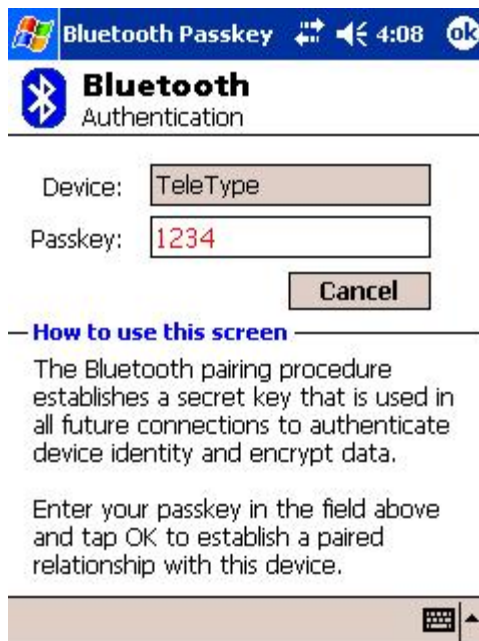 Bluetooth Passkey 4:08 ok
Bluetooth
Authentication
Device: TeleType
Passkey: 1234
Cancel
How to use this screen
The Bluetooth pairing procedure
establishes a secret key that is used in
all future connections to authenticate
device identity and encrypt data.
Enter your passkey in the field above
and tap OK to establish a paired
relationship with this device.